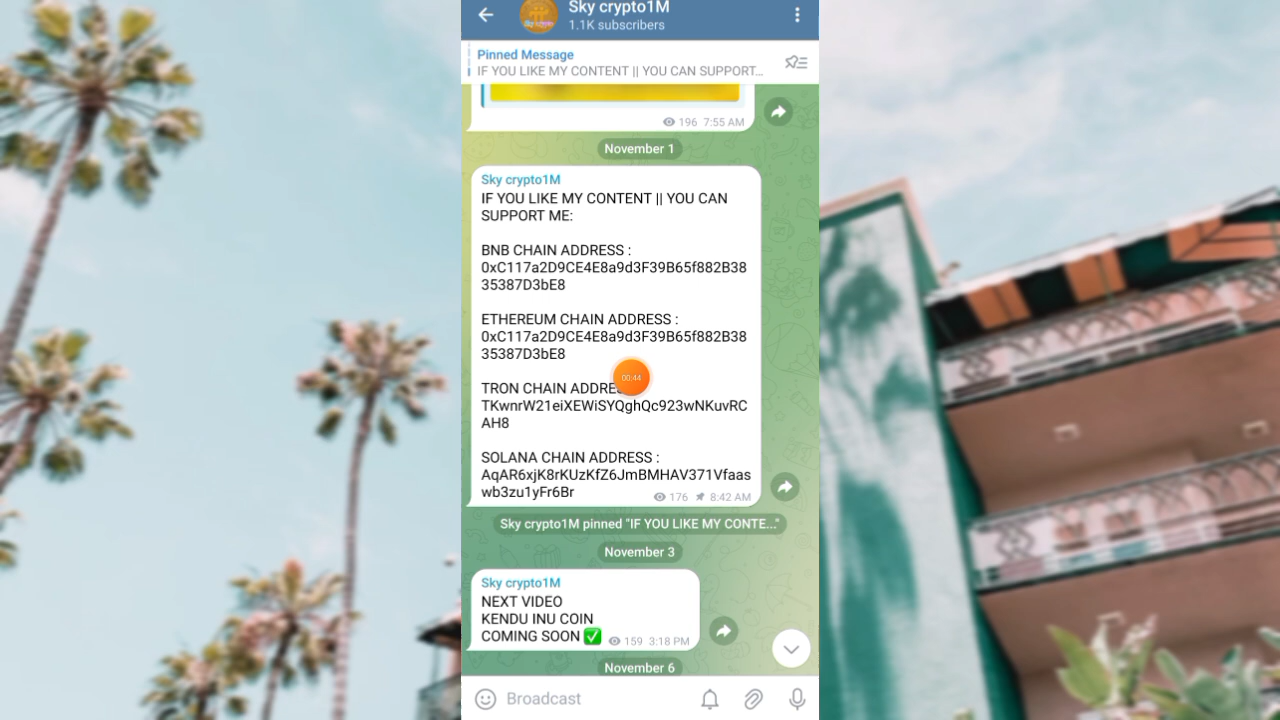 Sky crypto1M
1.1K subscribers
Pinned Message
IF YOU LIKE MY CONTENT || YOU CAN SUPPORT...
196 7:55 AM
November 1
Sky crypto1M
IF YOU LIKE MY CONTENT || YOU CAN
SUPPORT ME:
BNB CHAIN ADDRESS :
0xC117a2D9CE4E8a9d3F39B65f882B38
35387D3bE8
ETHEREUM CHAIN ADDRESS :
0xC117a2D9CE4E8a9d3F39B65f882B38
35387D3bE8
00:44
TRON CHAIN ADDRE
TKwnrW21eiXEWiSYQghQc923wNKuvRC
AH8
SOLANA CHAIN ADDRESS :
AqAR6xjK8rKUzKfZ6JmBMHAV371Vfaas
wb3zu1yFr6Br
176 8:42 AM
Sky crypto1M pinned "IF YOU LIKE MY CONTE..."
November 3
Sky crypto1M
NEXT VIDEO
KENDU INU COIN
COMING SOON ✅
159 3:18 PM
November 6
Broadcast